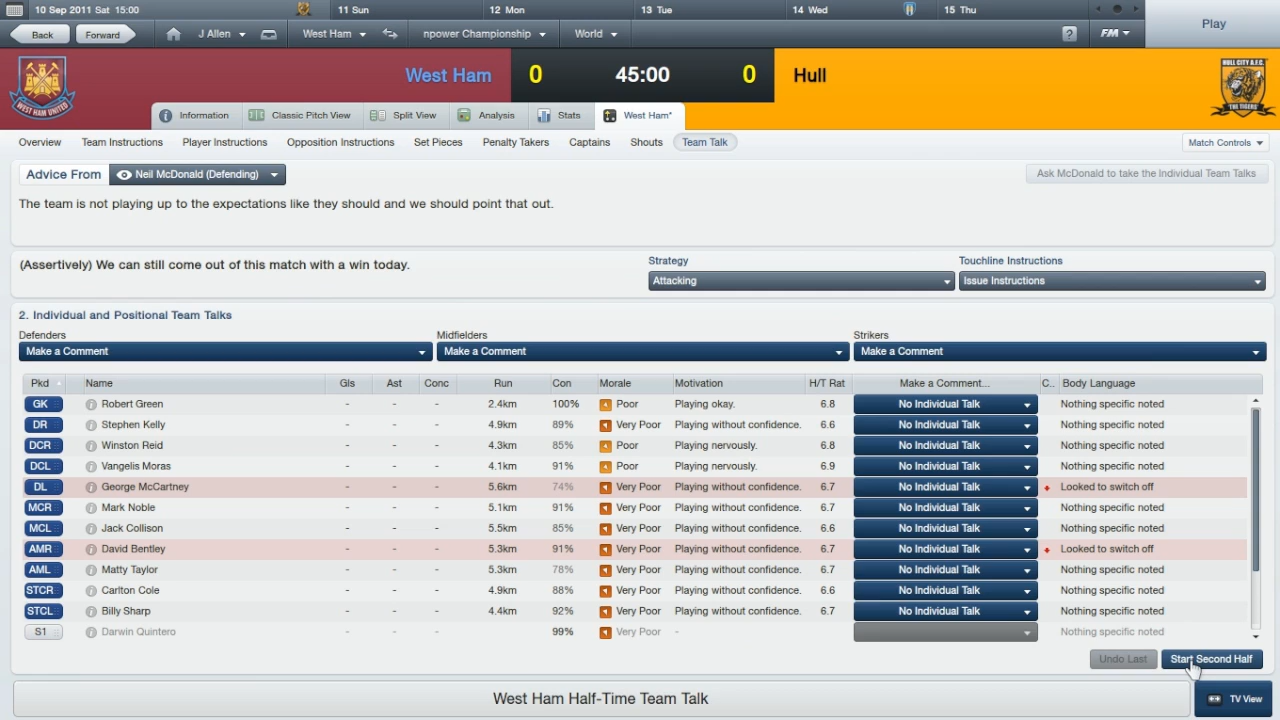 10 Sep 2011 Sat 15:00 11 Sun 12 Mon 13 Tue 14 Wed 15 Thu
Back Forward J Allen West Ham npower Championship World ? FM Play
WEST HAM UNITED West Ham 0 45:00 0 Hull HULL CITY A.F.C. THE TIGERS
Information Classic Pitch View Split View Analysis Stats West Ham*
Overview Team Instructions Player Instructions Opposition Instructions Set Pieces Penalty Takers Captains Shouts Team Talk Match Controls
Advice From Neil McDonald (Defending) Ask McDonald to take the Individual Team Talks
The team is not playing up to the expectations like they should and we should point that out.
Strategy Touchline Instructions
(Assertively) We can still come out of this match with a win today. Attacking Issue Instructions
2. Individual and Positional Team Talks
Defenders Midfielders Strikers
Make a Comment Make a Comment Make a Comment
Pkd Name Gls Ast Conc Run Con Morale Motivation H/T Rat Make a Comment... C.. Body Language
GK Robert Green - - - 2.4km 100% Poor Playing okay. 6.8 No Individual Talk Nothing specific noted
DR Stephen Kelly - - - 4.9km 89% Very Poor Playing without confidence. 6.6 No Individual Talk Nothing specific noted
DCR Winston Reid - - - 4.3km 85% Poor Playing nervously. 6.8 No Individual Talk Nothing specific noted
DCL Vangelis Moras - - - 4.1km 91% Poor Playing nervously. 6.9 No Individual Talk Nothing specific noted
DL George McCartney - - - 5.6km 74% Very Poor Playing without confidence. 6.7 No Individual Talk Looked to switch off
MCR Mark Noble - - - 5.1km 91% Very Poor Playing without confidence. 6.7 No Individual Talk Nothing specific noted
MCL Jack Collison - - - 5.5km 85% Very Poor Playing without confidence. 6.6 No Individual Talk Nothing specific noted
AMR David Bentley - - - 5.3km 91% Very Poor Playing without confidence. 6.7 No Individual Talk Looked to switch off
AML Matty Taylor - - - 5.3km 78% Very Poor Playing without confidence. 6.7 No Individual Talk Nothing specific noted
STCR Carlton Cole - - - 4.9km 88% Very Poor Playing without confidence. 6.6 No Individual Talk Nothing specific noted
STCL Billy Sharp - - - 4.4km 92% Very Poor Playing without confidence. 6.7 No Individual Talk Nothing specific noted
S1 Darwin Quintero - - - 99% Very Poor - Nothing specific noted
Undo Last Start Second Half
West Ham Half-Time Team Talk TV View